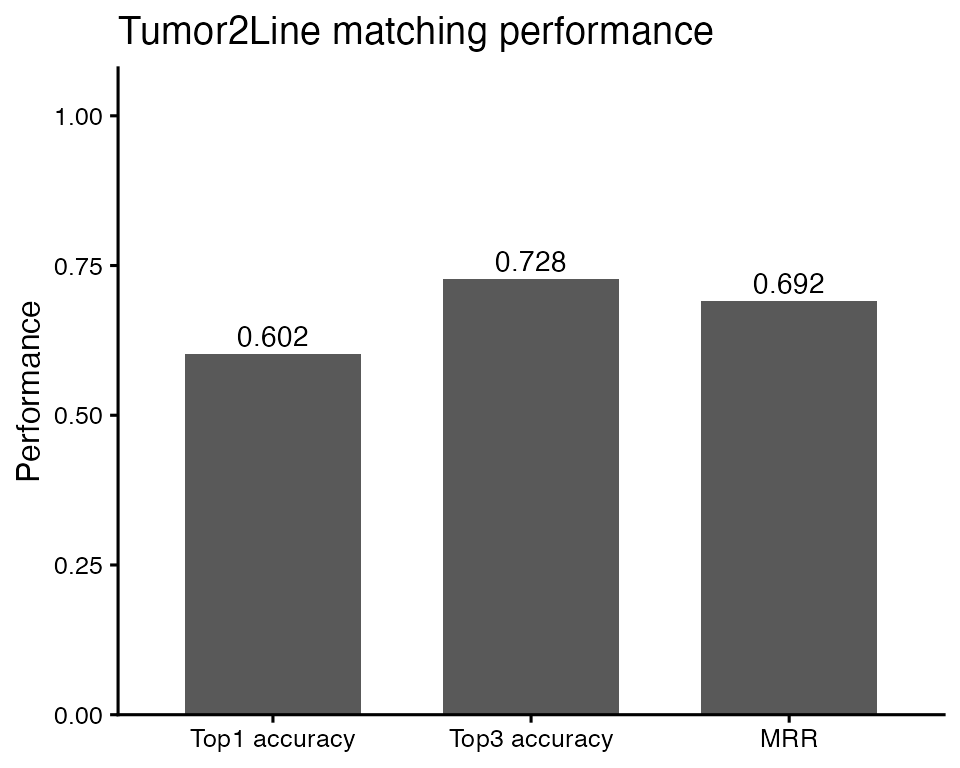 Tumor2Line matching performance
Performance
1.00
0.75
0.50
0.25
0.00
0.602
0.728
0.692
Top1 accuracy
Top3 accuracy
MRR